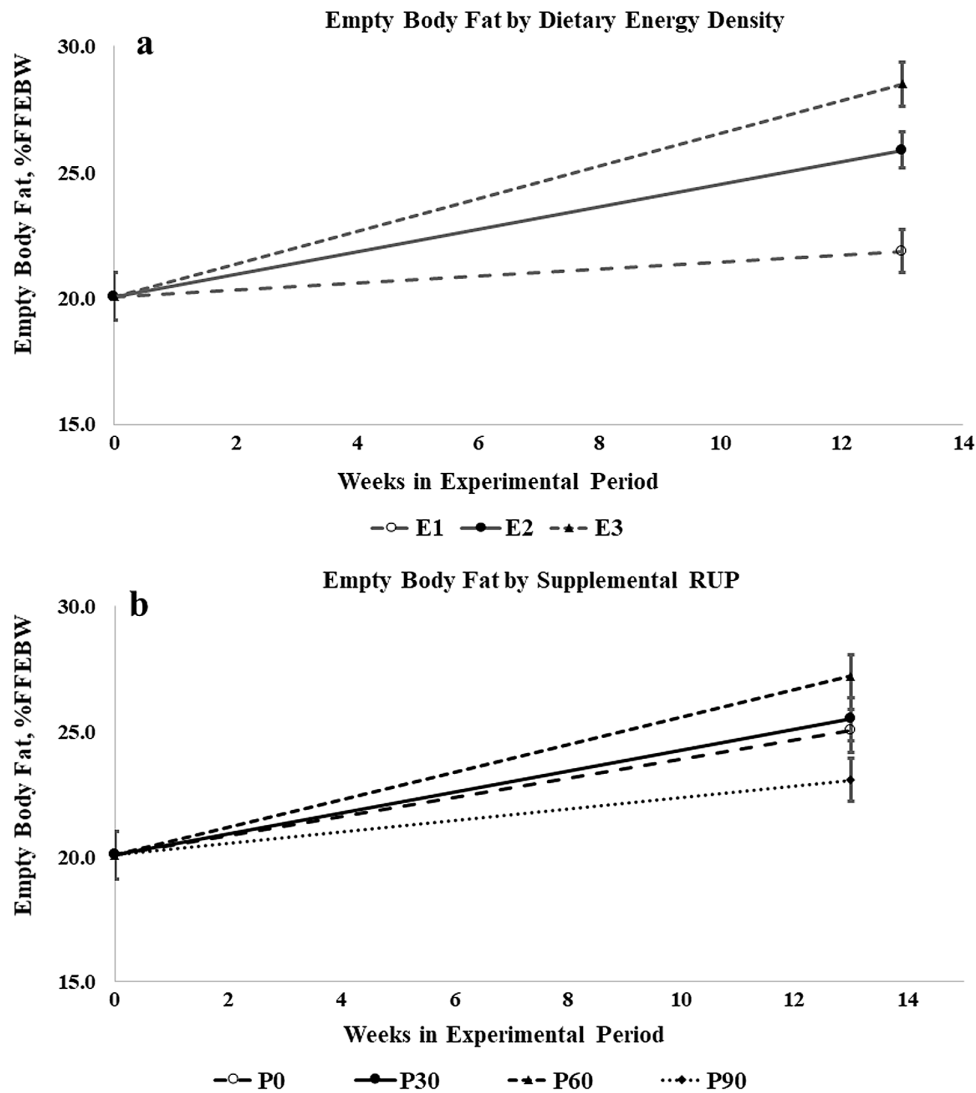 Empty Body Fat by Dietary Energy Density
a
30.0
25.0
20.0
15.0
Empty Body Fat, %FFEBW
0 2 4 6 8 10 12 14
Weeks in Experimental Period
E1 E2 E3
Empty Body Fat by Supplemental RUP
b
30.0
25.0
20.0
15.0
Empty Body Fat, %FFEBW
0 2 4 6 8 10 12 14
Weeks in Experimental Period
P0 P30 P60 P90